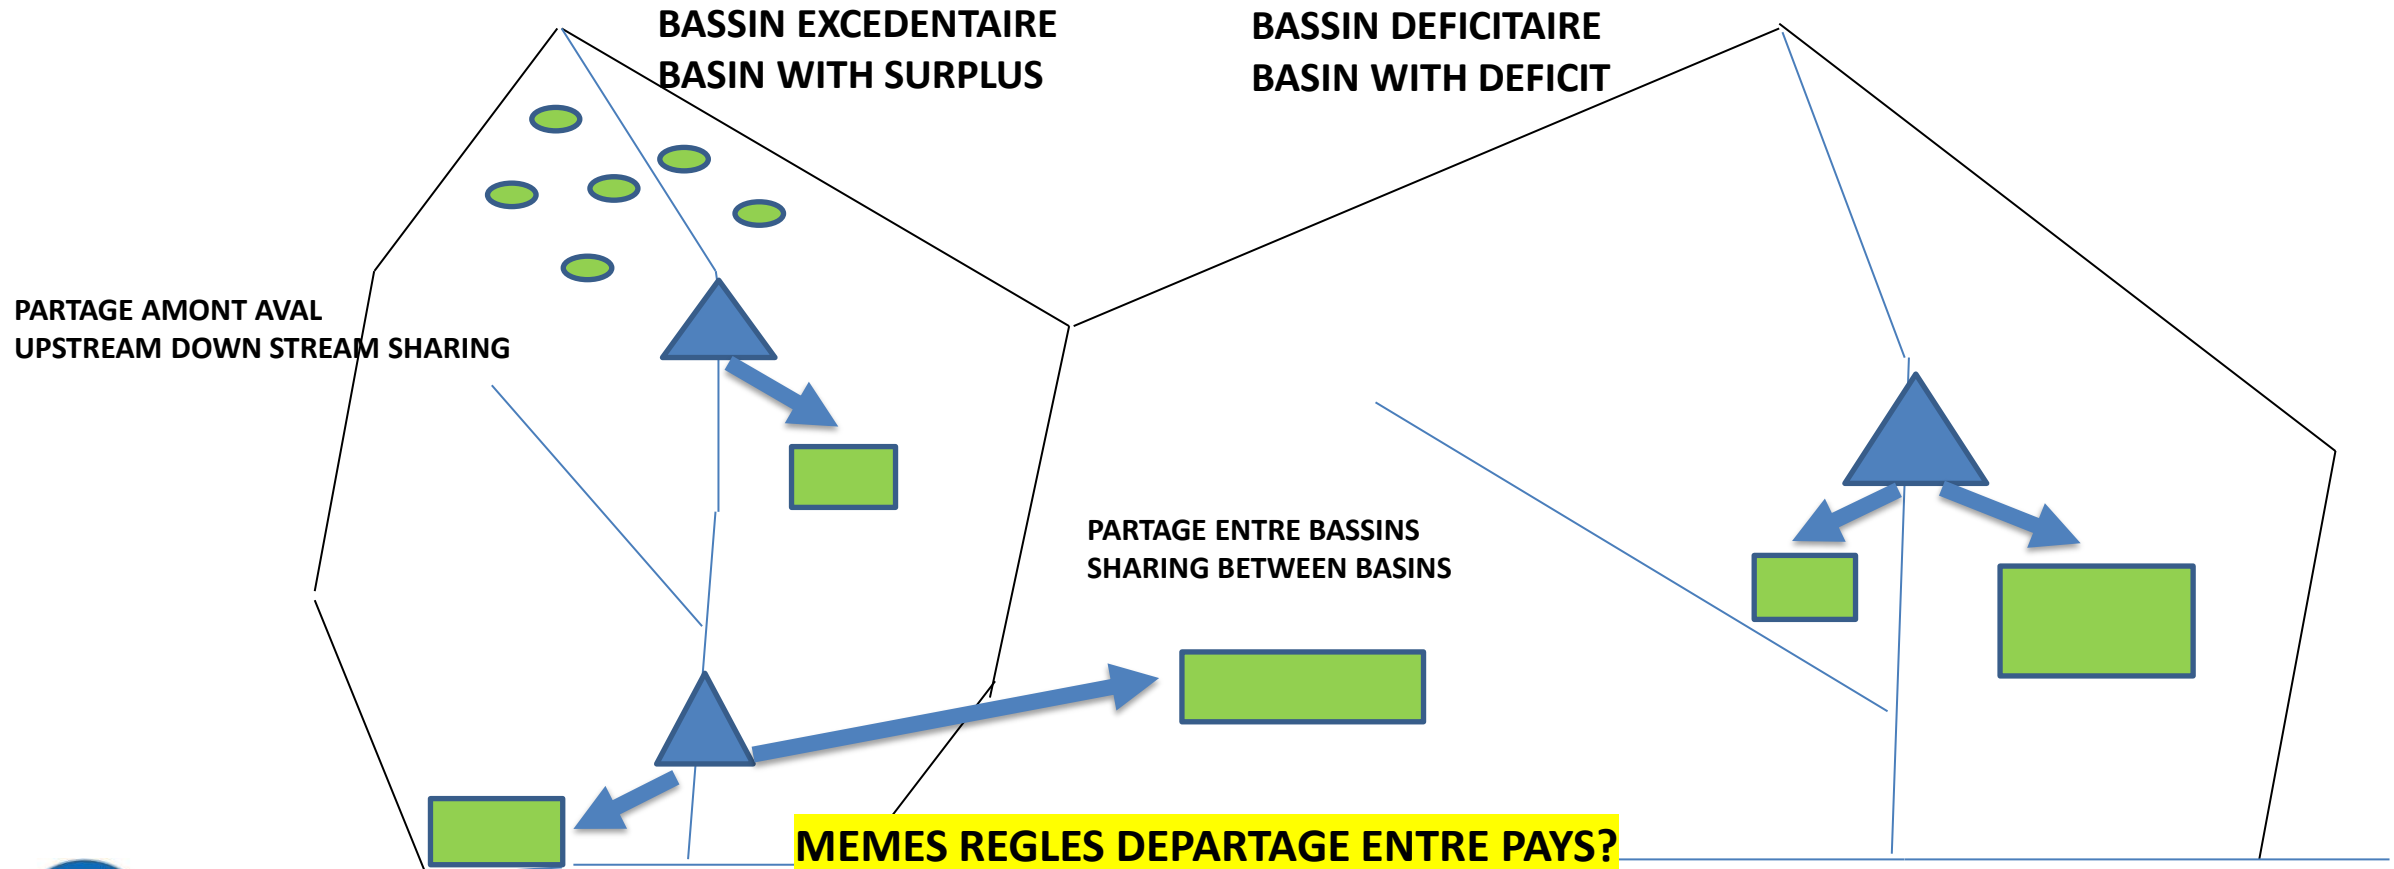 BASSIN EXCEDENTAIRE
BASIN WITH SURPLUS
BASSIN DEFICITAIRE
BASIN WITH DEFICIT
PARTAGE AMONT AVAL
UPSTREAM DOWN STREAM SHARING
PARTAGE ENTRE BASSINS
SHARING BETWEEN BASINS
MEMES REGLES DEPARTAGE ENTRE PAYS?